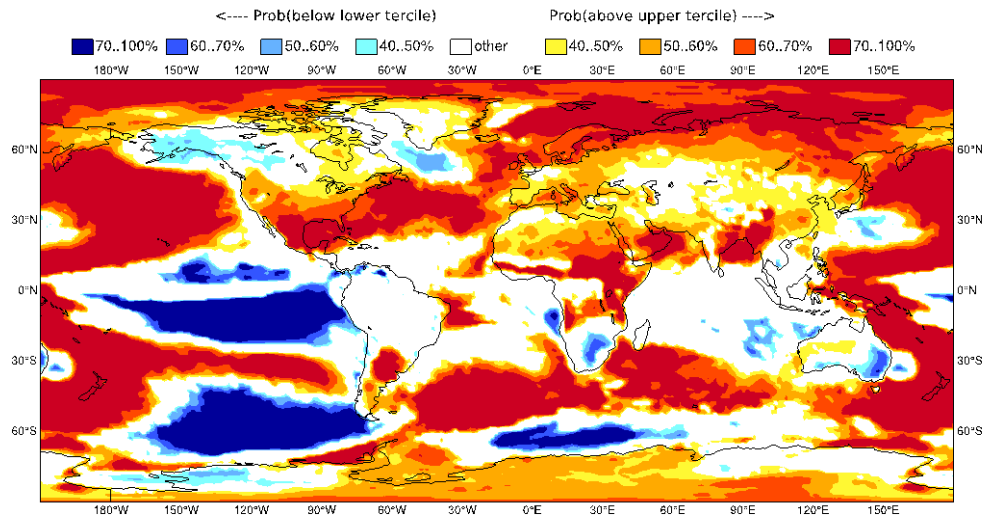 <---- Prob(below lower tercile) Prob(above upper tercile) ---->
70..100% 60..70% 50..60% 40..50% other 40..50% 50..60% 60..70% 70..100%
180°W 150°W 120°W 90°W 60°W 30°W 0°E 30°E 60°E 90°E 120°E 150°E
60°N 60°N
30°N 30°N
0°N 0°N
30°S 30°S
60°S 60°S
180°W 150°W 120°W 90°W 60°W 30°W 0°E 30°E 60°E 90°E 120°E 150°E